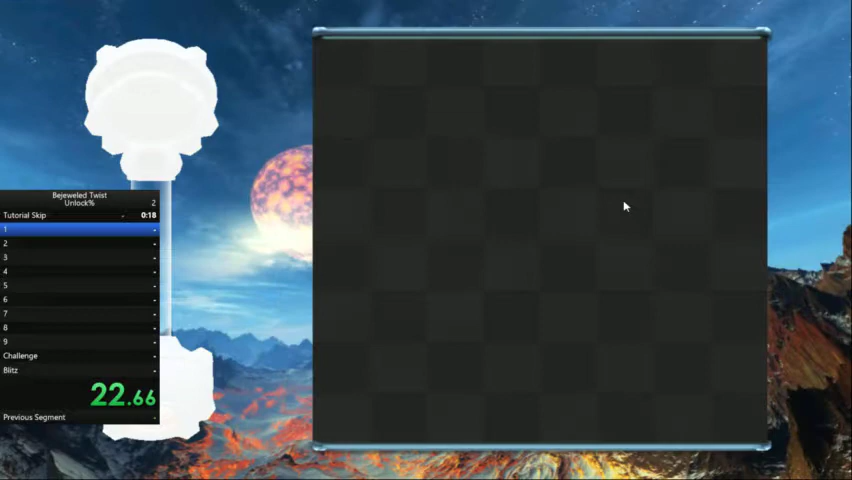 Bejeweled Twist
Unlock% 2
Tutorial Skip - 0:18
1 -
2 -
3 -
4 -
5 -
6 -
7 -
8 -
9 -
Challenge -
Blitz -
22.66
Previous Segment -